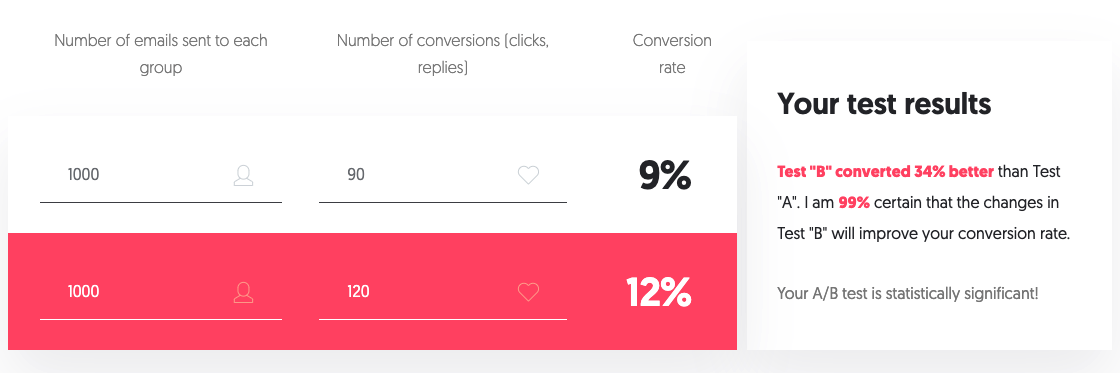 Number of emails sent to each
group
Number of conversions (clicks,
replies)
Conversion
rate
1000
90
9%
1000
120
12%
Your test results
Test "B" converted 34% better than Test
"A". I am 99% certain that the changes in
Test "B" will improve your conversion rate.
Your A/B test is statistically significant!